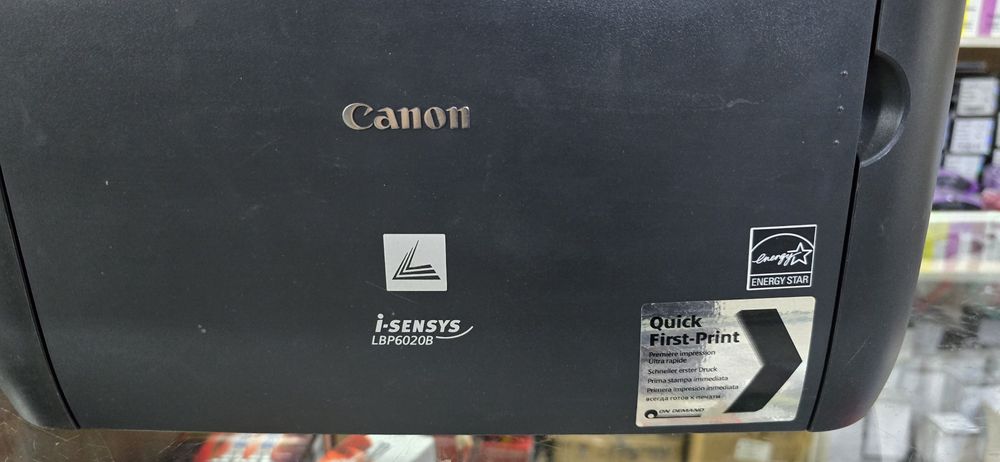 Canon
energy
ENERGY STAR
i-SENSYS
LBP6020B
Quick
First-Print
Première impression
Ultra rapide
Schneller erster Druck
Prima stampa immediata
Primera impresión inmediata
всегда готов к печати
ON DEMAND